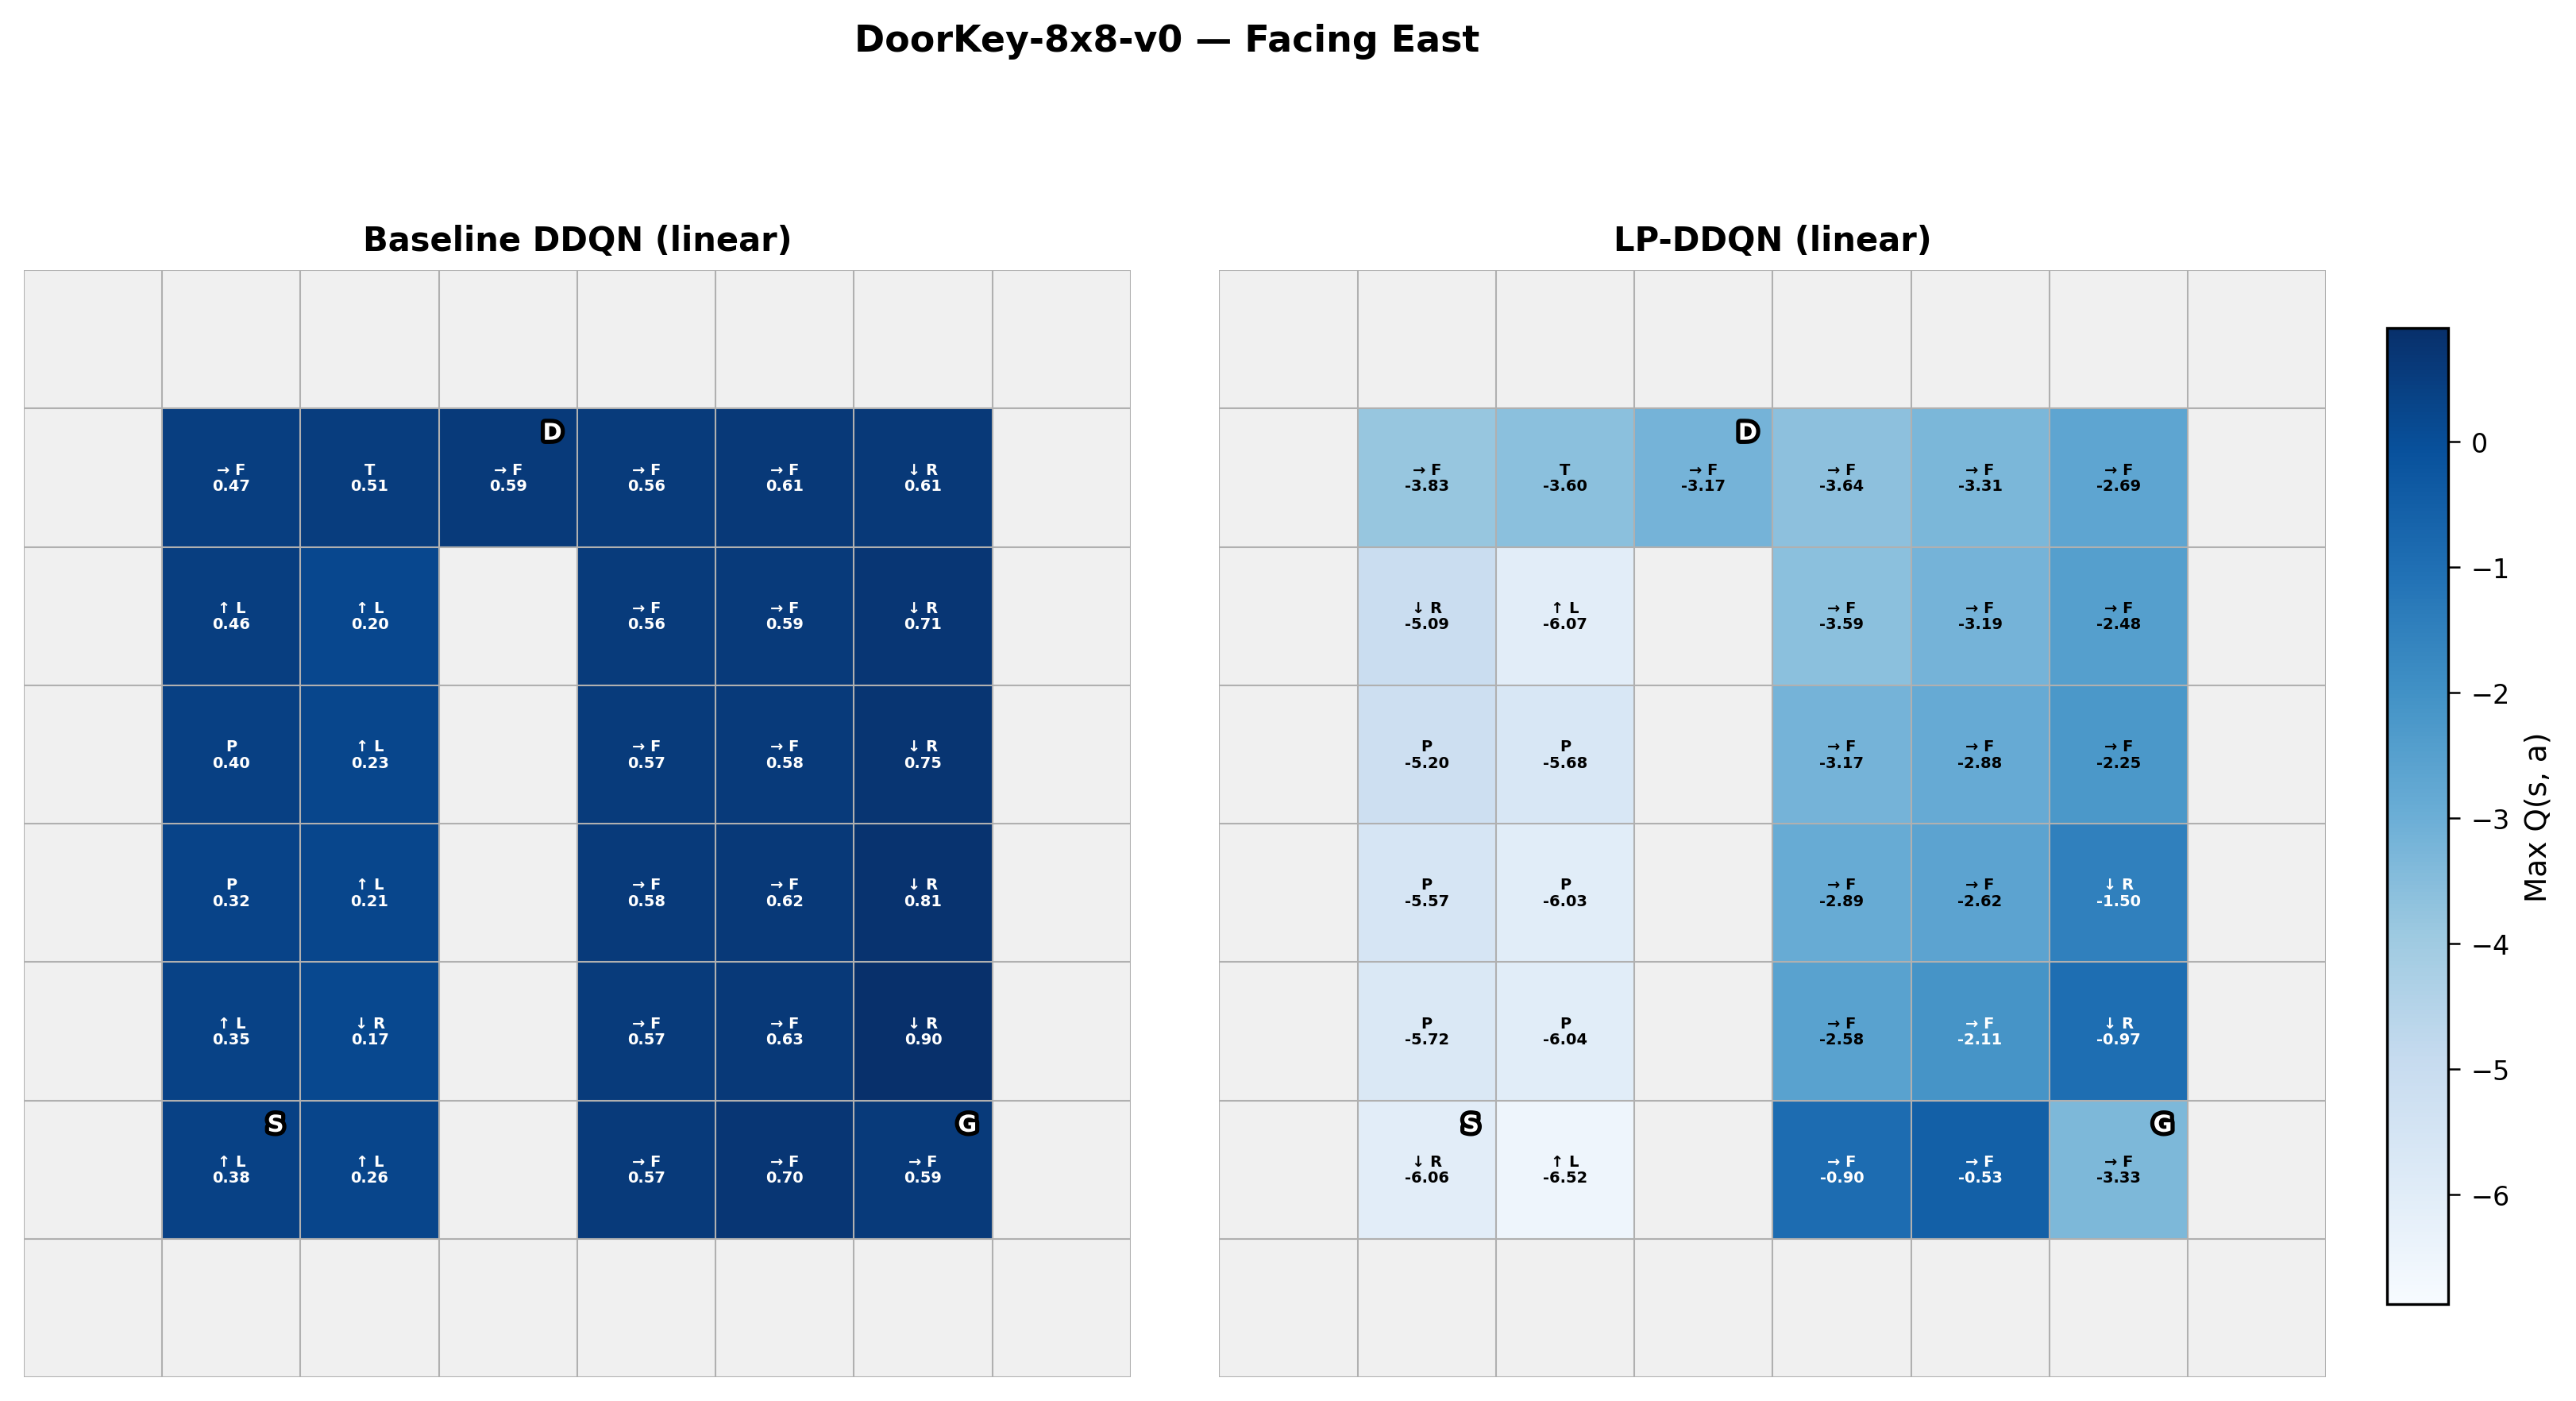 DoorKey-8x8-v0 — Facing East
Baseline DDQN (linear)
D
→ F
0.47
T
0.51
→ F
0.59
→ F
0.56
→ F
0.61
↓ R
0.61
↑ L
0.46
↑ L
0.20
→ F
0.56
→ F
0.59
↓ R
0.71
P
0.40
↑ L
0.23
→ F
0.57
→ F
0.58
↓ R
0.75
P
0.32
↑ L
0.21
→ F
0.58
→ F
0.62
↓ R
0.81
↑ L
0.35
↓ R
0.17
→ F
0.57
→ F
0.63
↓ R
0.90
S
G
↑ L
0.38
↑ L
0.26
→ F
0.57
→ F
0.70
→ F
0.59
LP-DDQN (linear)
D
→ F
-3.83
T
-3.60
→ F
-3.17
→ F
-3.64
→ F
-3.31
→ F
-2.69
↓ R
-5.09
↑ L
-6.07
→ F
-3.59
→ F
-3.19
→ F
-2.48
P
-5.20
P
-5.68
→ F
-3.17
→ F
-2.88
→ F
-2.25
P
-5.57
P
-6.03
→ F
-2.89
→ F
-2.62
↓ R
-1.50
P
-5.72
P
-6.04
→ F
-2.58
→ F
-2.11
↓ R
-0.97
S
G
↓ R
-6.06
↑ L
-6.52
→ F
-0.90
→ F
-0.53
→ F
-3.33
0
−1
−2
−3
−4
−5
−6
Max Q(s, a)